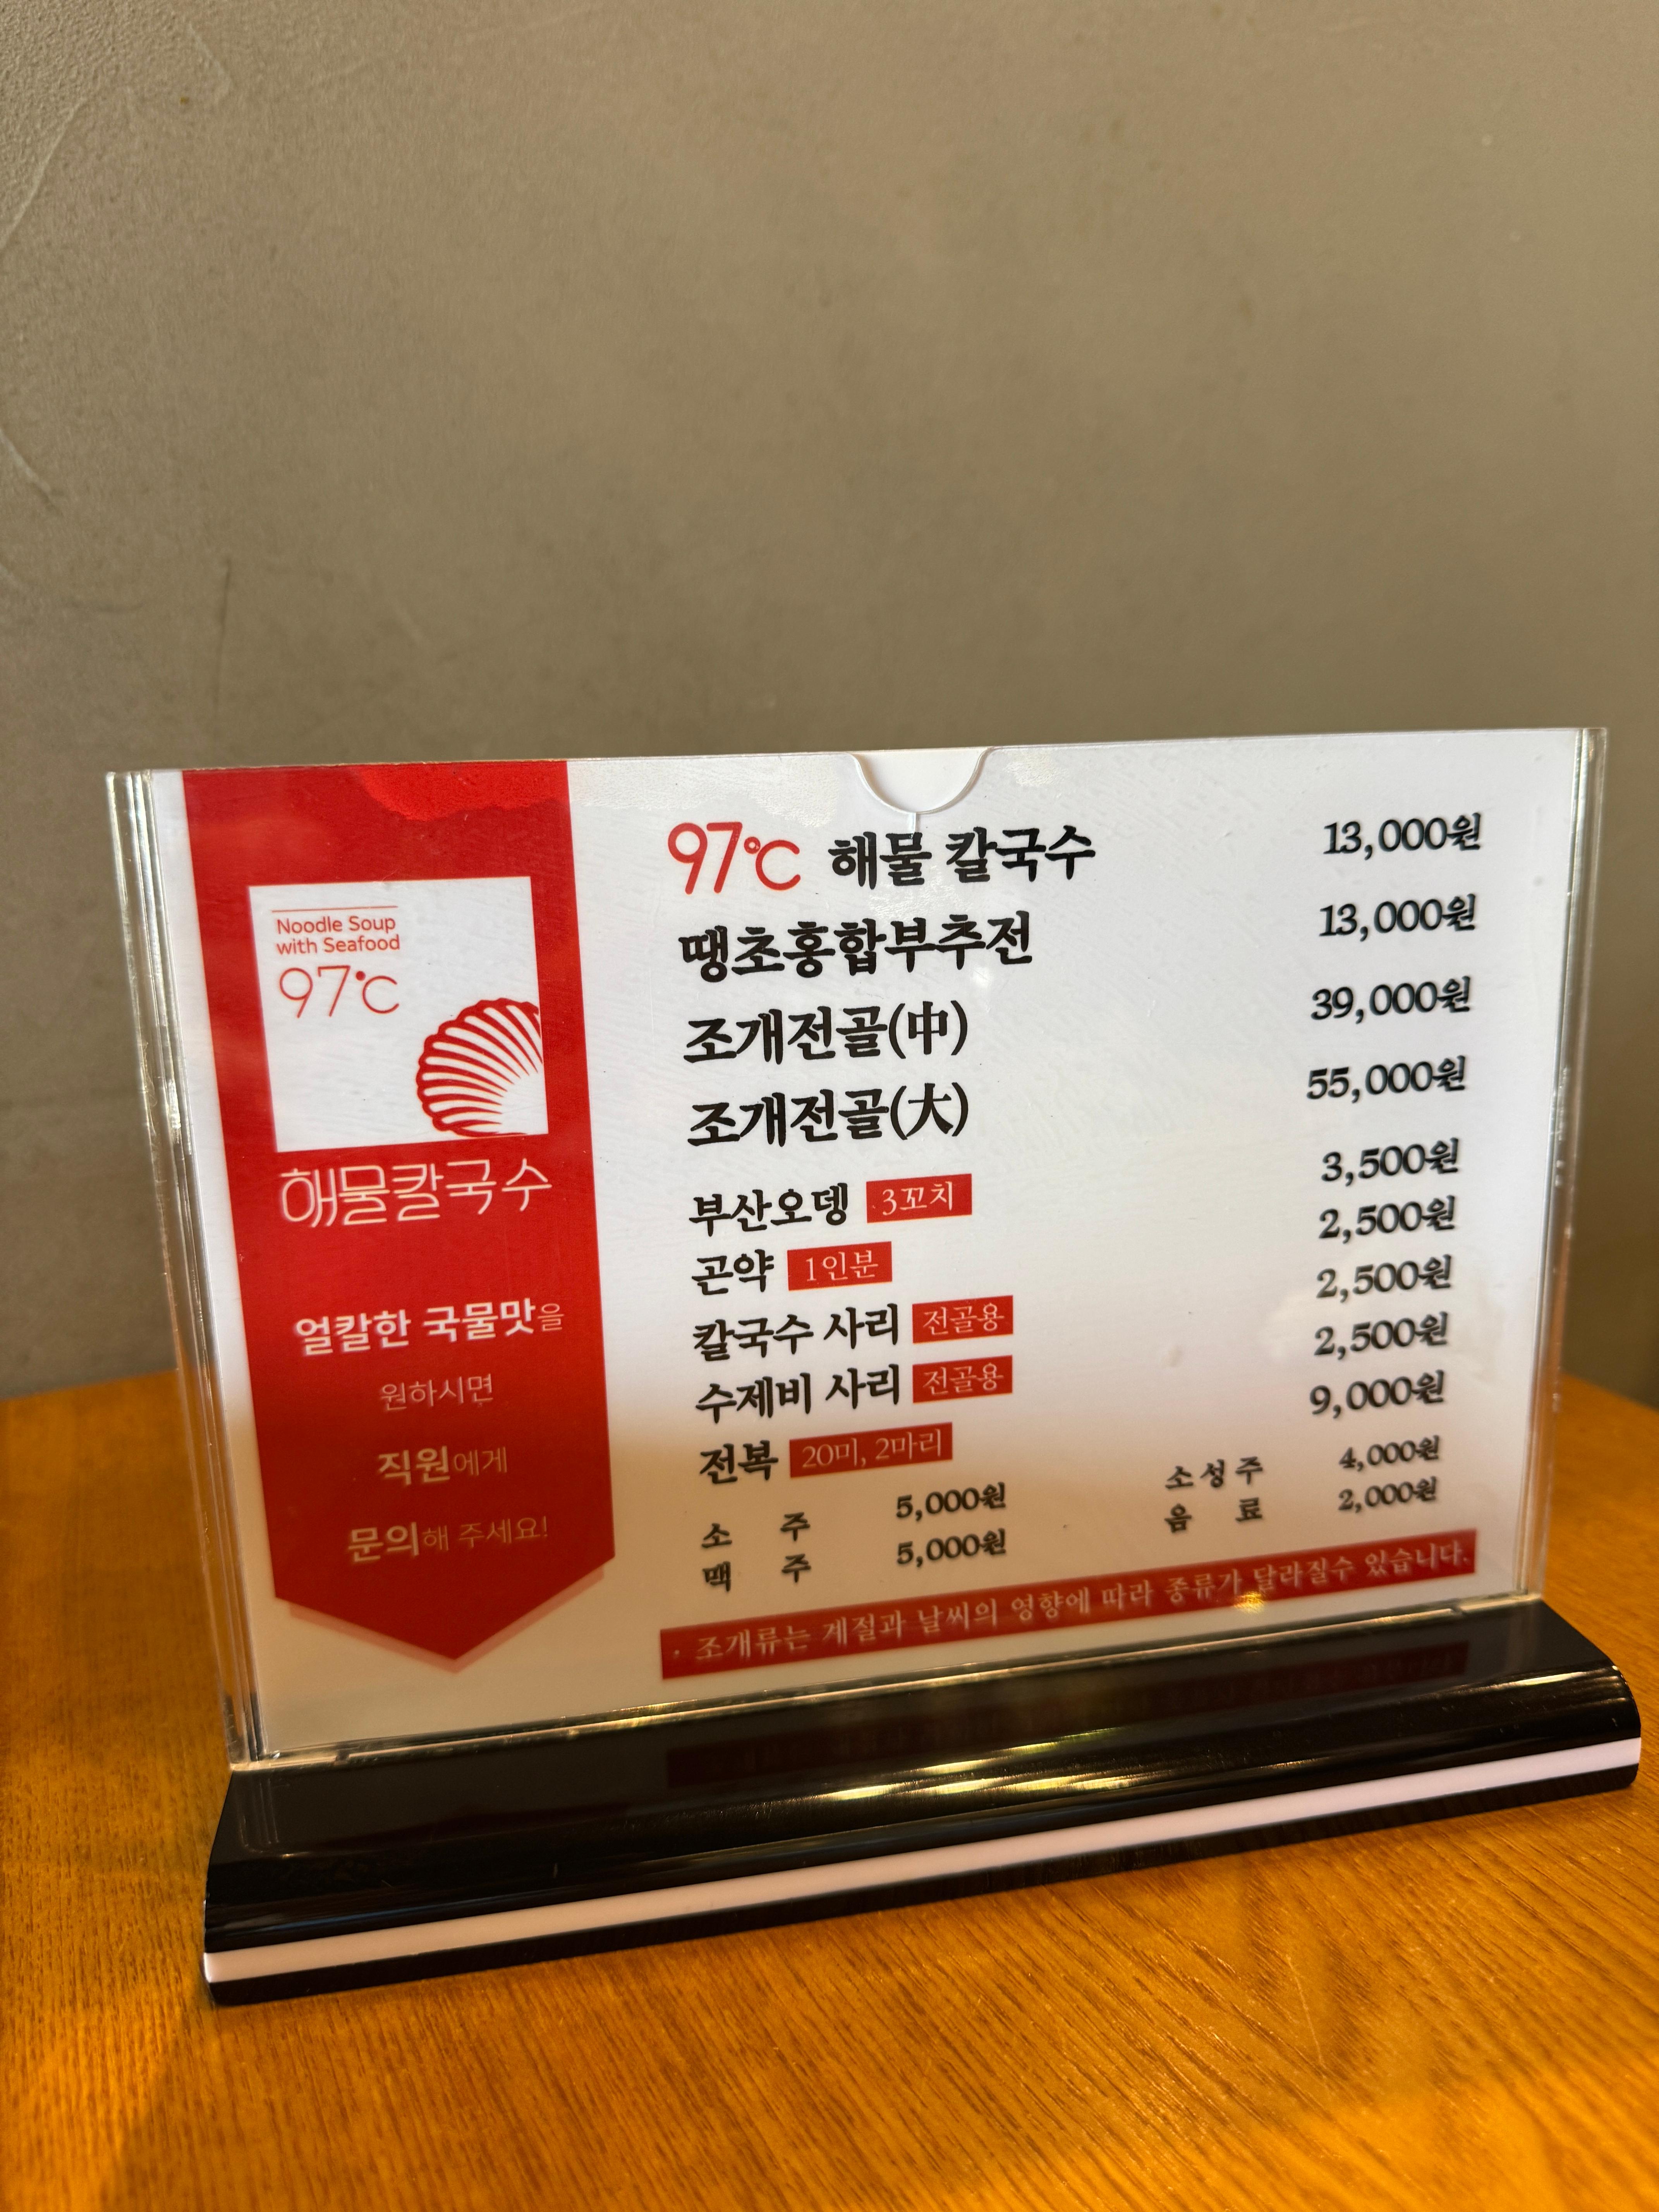 Noodle Soup
with Seafood
97℃
해물칼국수
얼칼한 국물맛을
원하시면
직원에게
문의해 주세요!
97℃ 해물 칼국수 13,000원
땡초홍합부추전 13,000원
조개전골(中) 39,000원
조개전골(大) 55,000원
부산오뎅 3꼬치 3,500원
곤약 1인분 2,500원
칼국수 사리 전골용 2,500원
수제비 사리 전골용 2,500원
전복 20미, 2마리 9,000원
소 주 5,000원 소성주 4,000원
맥 주 5,000원 음 료 2,000원
· 조개류는 계절과 날씨의 영향에 따라 종류가 달라질수 있습니다.